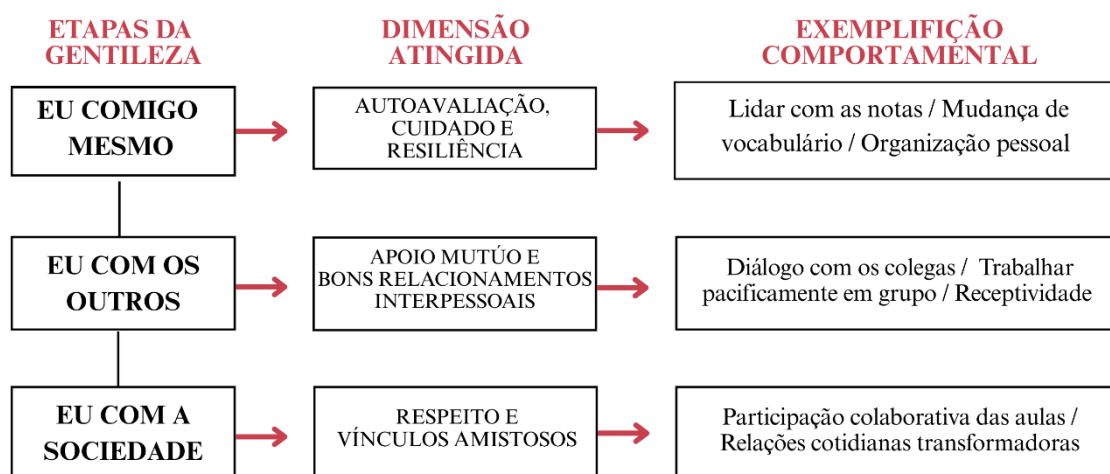 ETAPAS DA
GENTILEZA
DIMENSÃO
ATINGIDA
EXEMPLIFIÇÃO
COMPORTAMENTAL
EU COMIGO
MESMO
AUTOAVALIAÇÃO,
CUIDADO E
RESILIÊNCIA
Lidar com as notas / Mudança de
vocabulário / Organização pessoal
EU COM OS
OUTROS
APOIO MUTÚO E
BONS RELACIONAMENTOS
INTERPESSOAIS
Diálogo com os colegas / Trabalhar
pacificamente em grupo / Receptividade
EU COM A
SOCIEDADE
RESPEITO E
VÍNCULOS AMISTOSOS
Participação colaborativa das aulas /
Relações cotidianas transformadoras